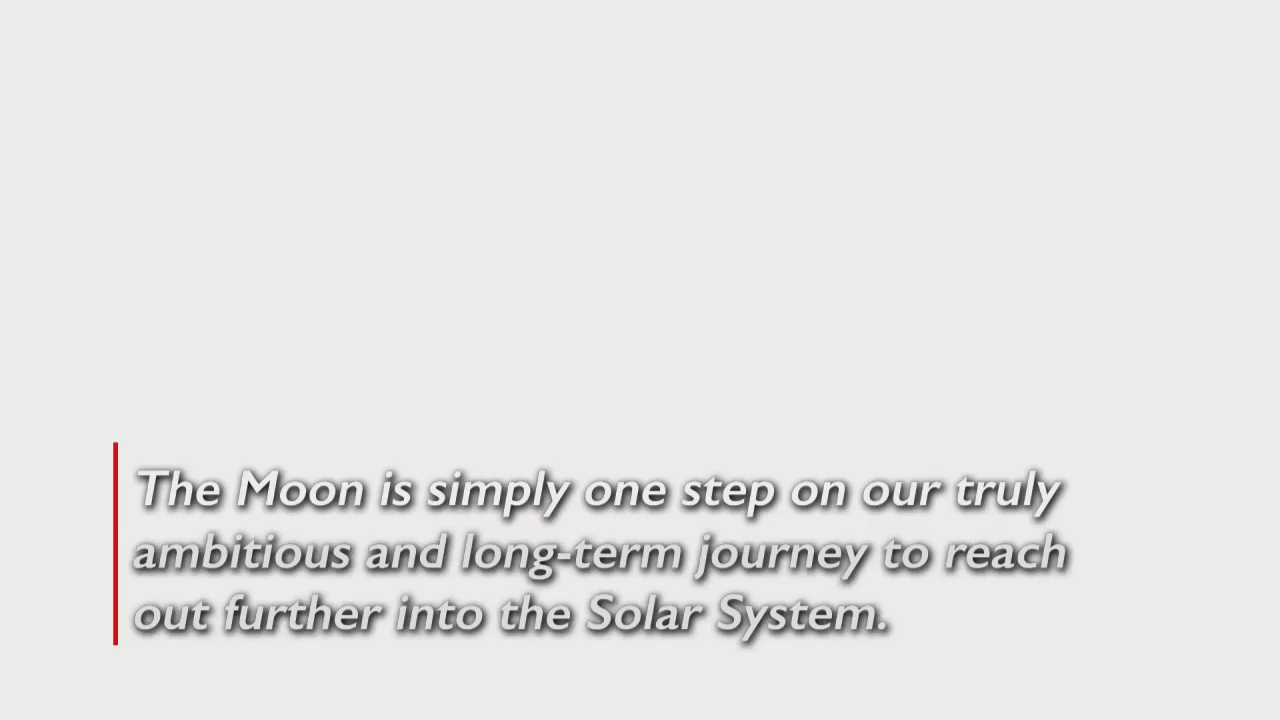 The Moon is simply one step on our truly
ambitious and long-term journey to reach
out further into the Solar System.